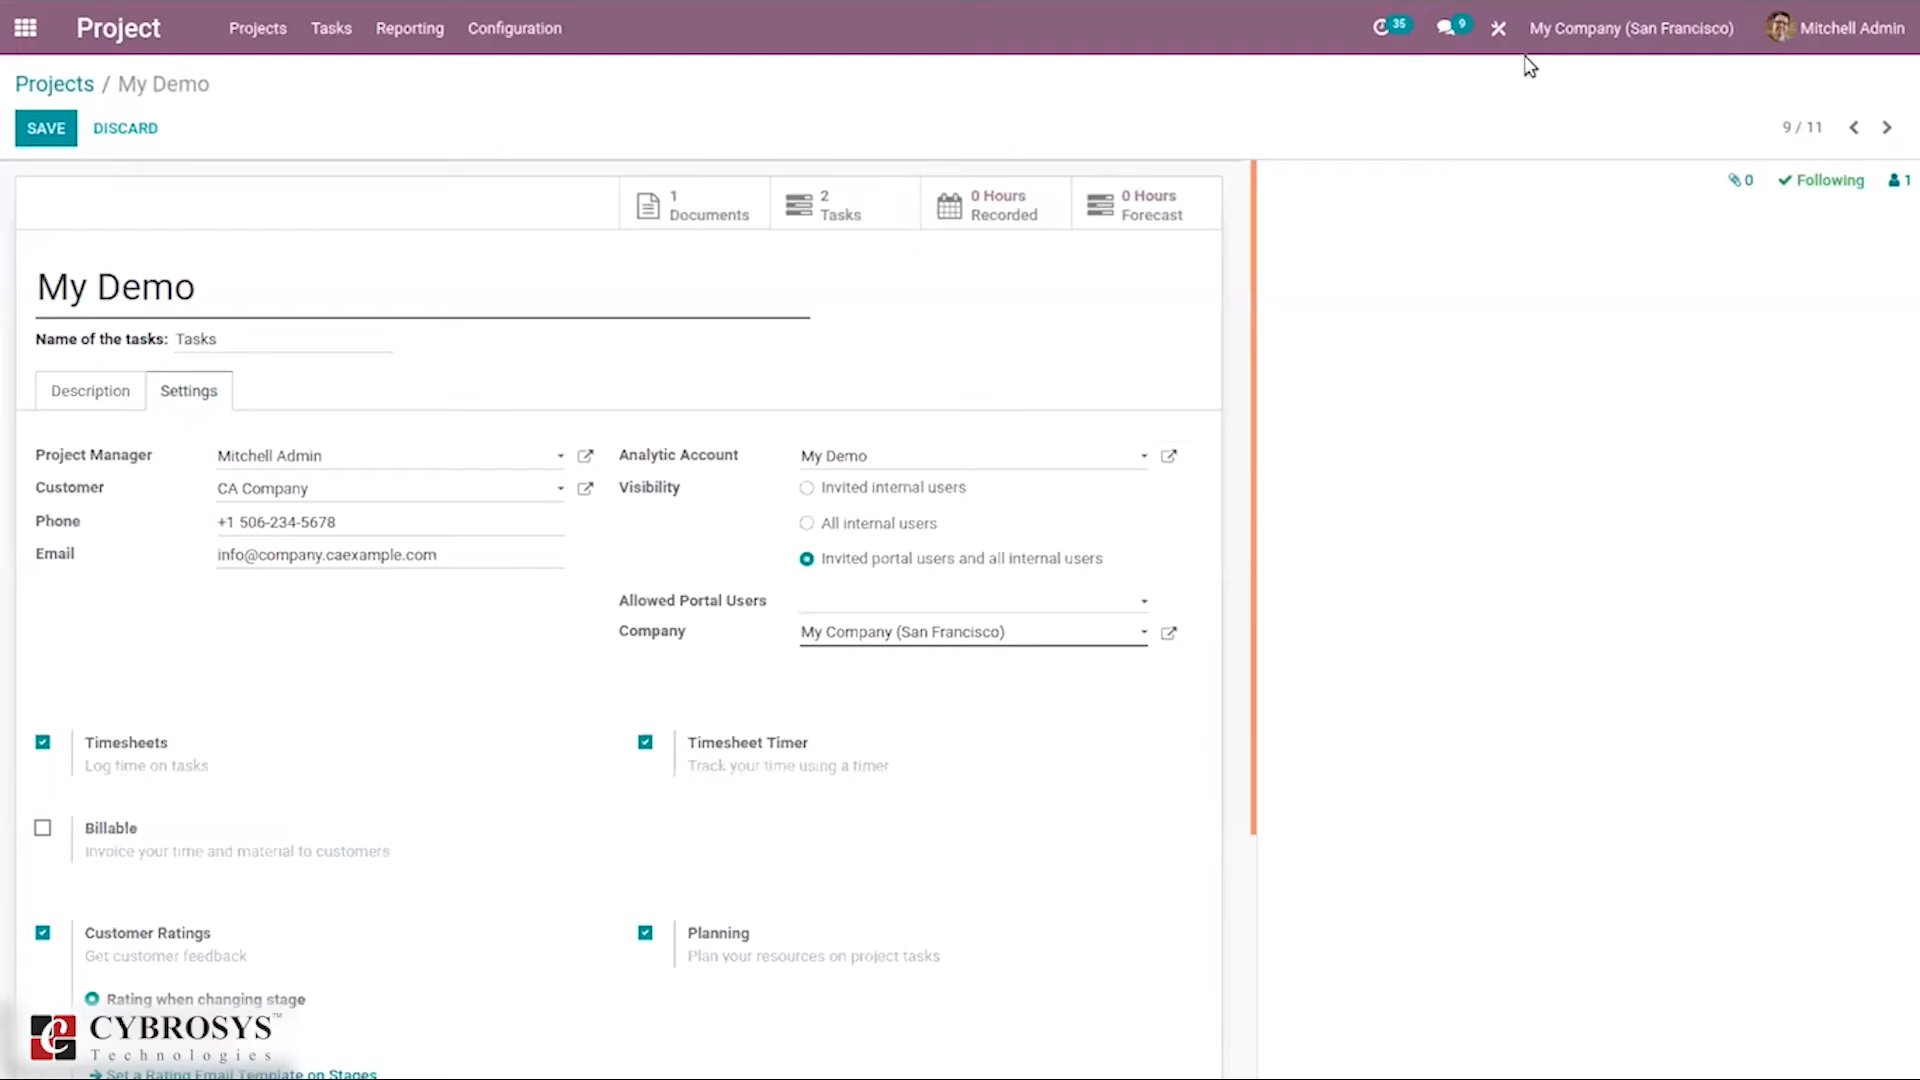 Project
Projects
Tasks
Reporting
Configuration
35
9
My Company (San Francisco)
Mitchell Admin
Projects / My Demo
SAVE
DISCARD
9 / 11
1
Documents
2
Tasks
0 Hours
Recorded
0 Hours
Forecast
0
Following
1
My Demo
Name of the tasks: Tasks
Description
Settings
Project Manager
Mitchell Admin
Customer
CA Company
Phone
+1 506-234-5678
Email
info@company.caexample.com
Analytic Account
My Demo
Visibility
Invited internal users
All internal users
Invited portal users and all internal users
Allowed Portal Users
Company
My Company (San Francisco)
Timesheets
Log time on tasks
Timesheet Timer
Track your time using a timer
Billable
Invoice your time and material to customers
Customer Ratings
Get customer feedback
Planning
Plan your resources on project tasks
Rating when changing stage
CYBROSYS™
Technologies
Set a Rating Email Template on Stages